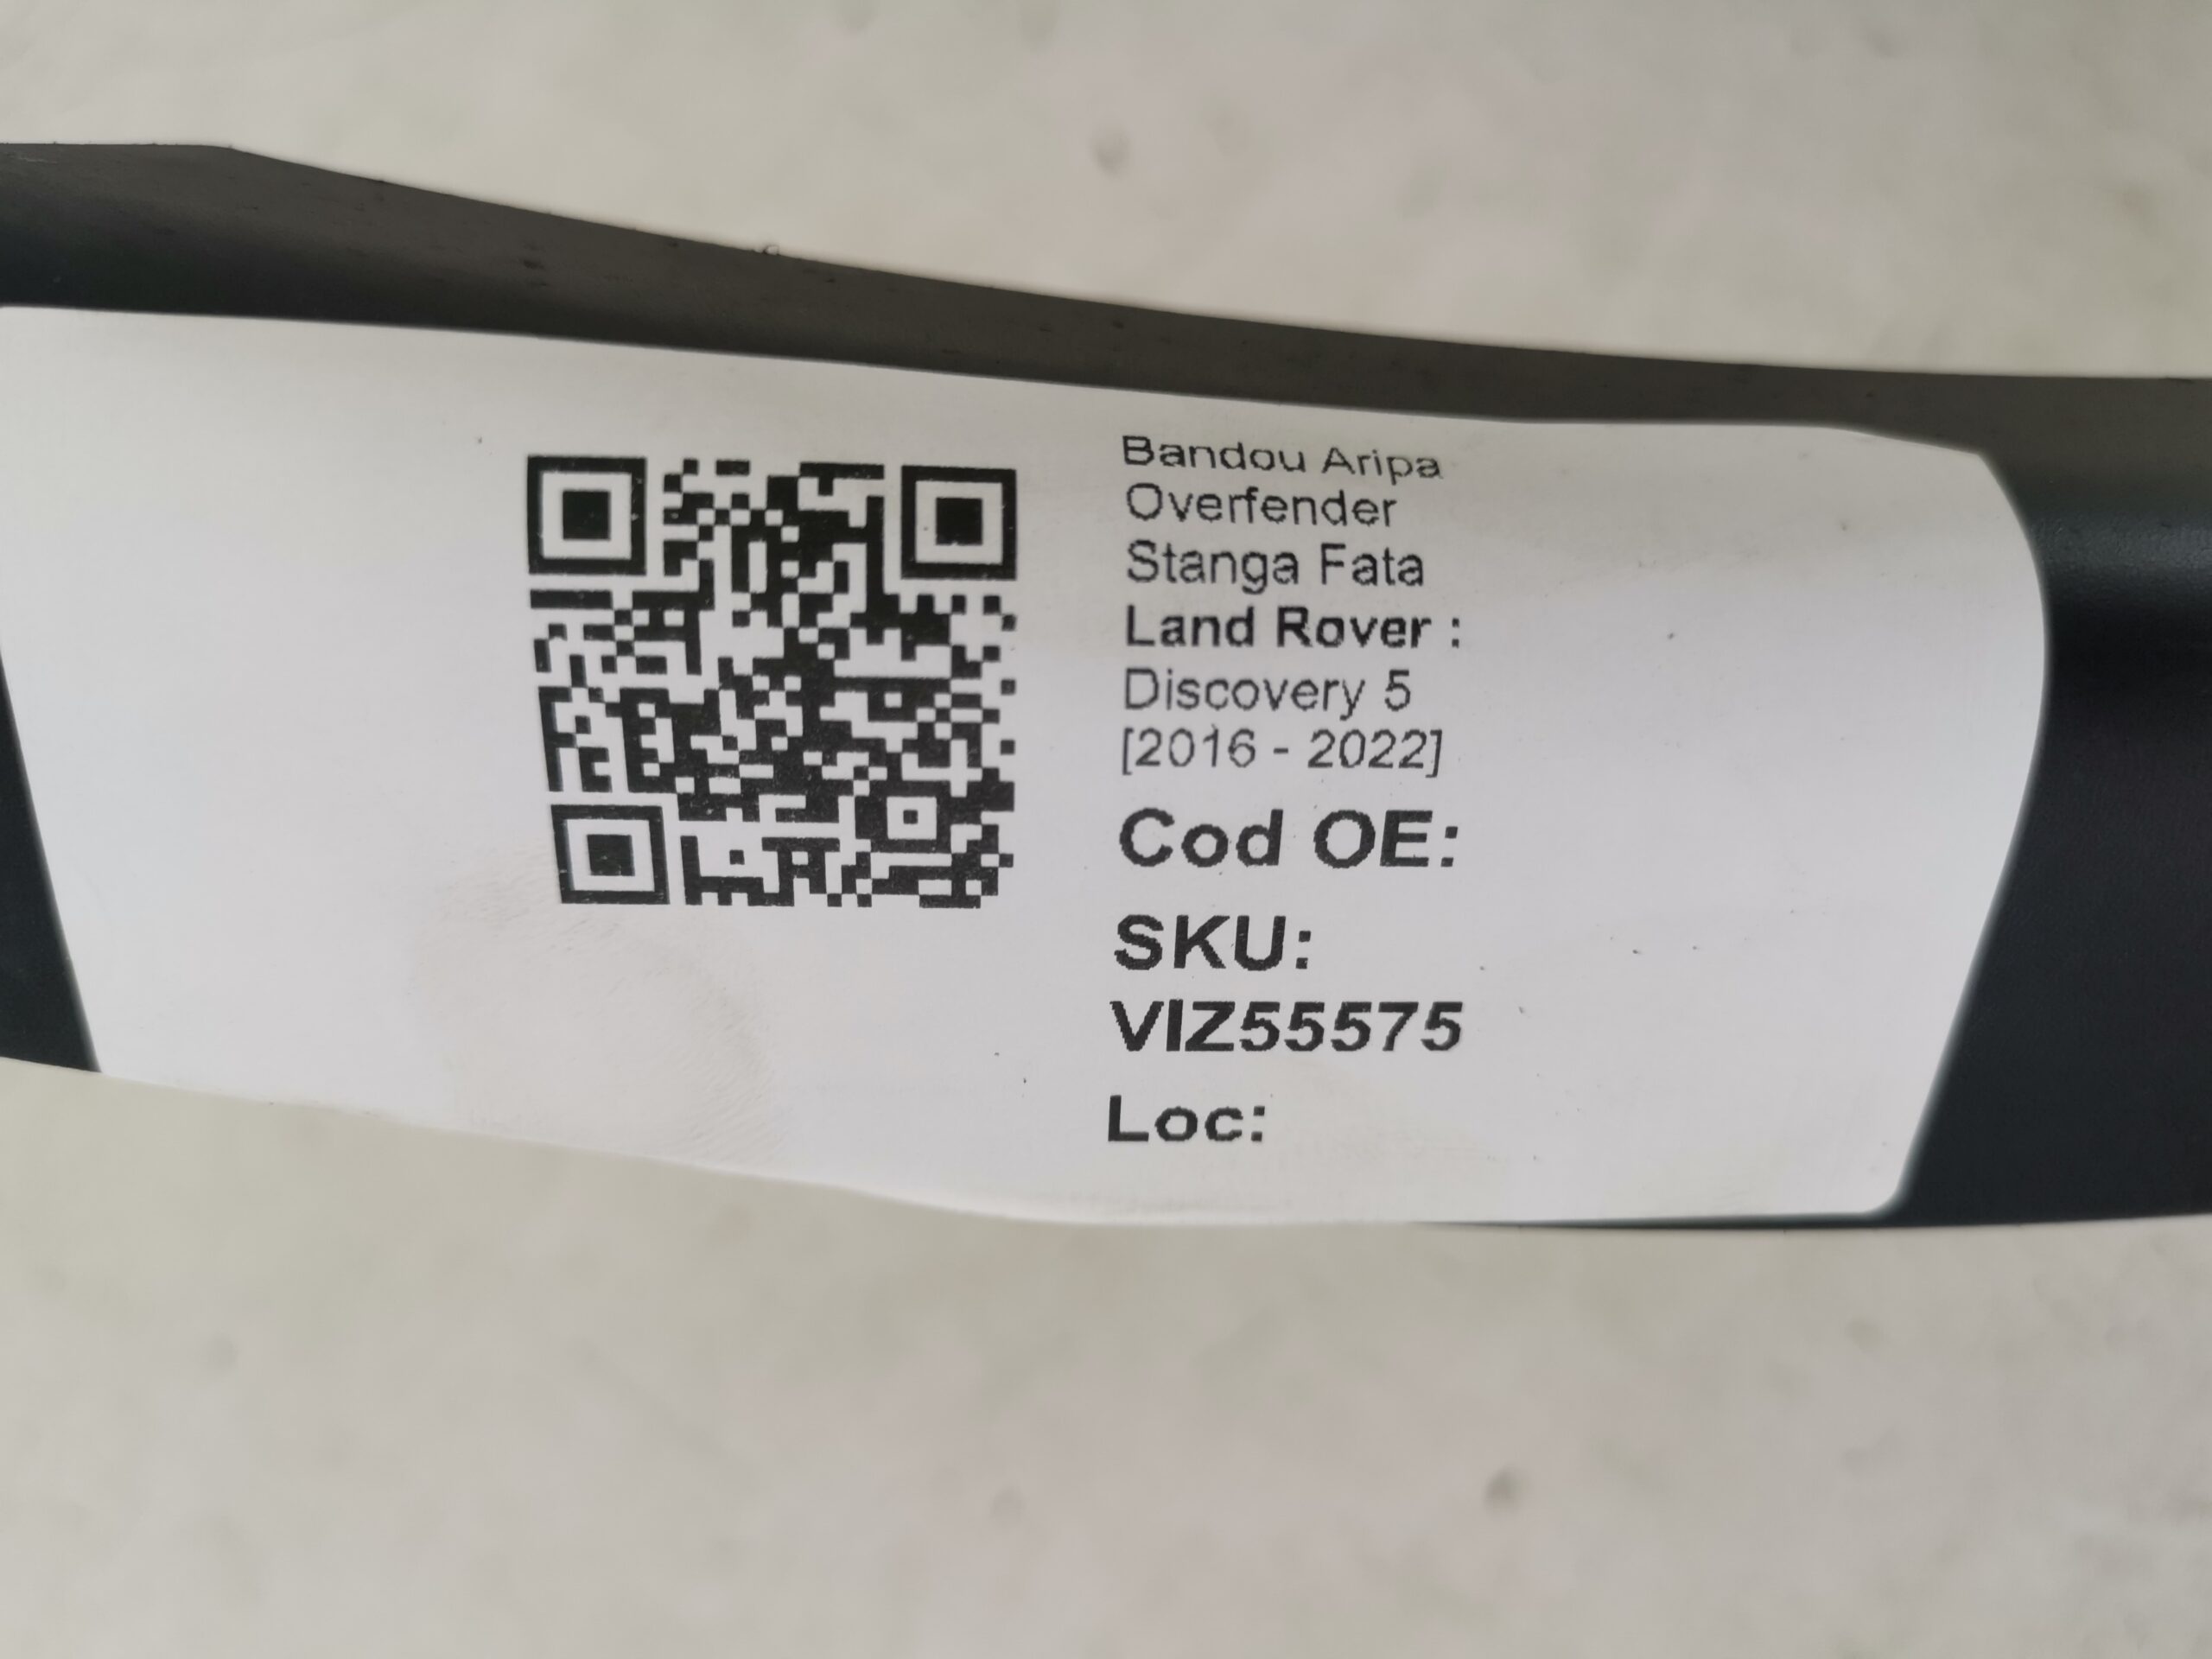 Bandou Aripa
Overfender
Stanga Fata
Land Rover :
Discovery 5
[2016 - 2022]
Cod OE:
SKU:
VIZ55575
Loc: